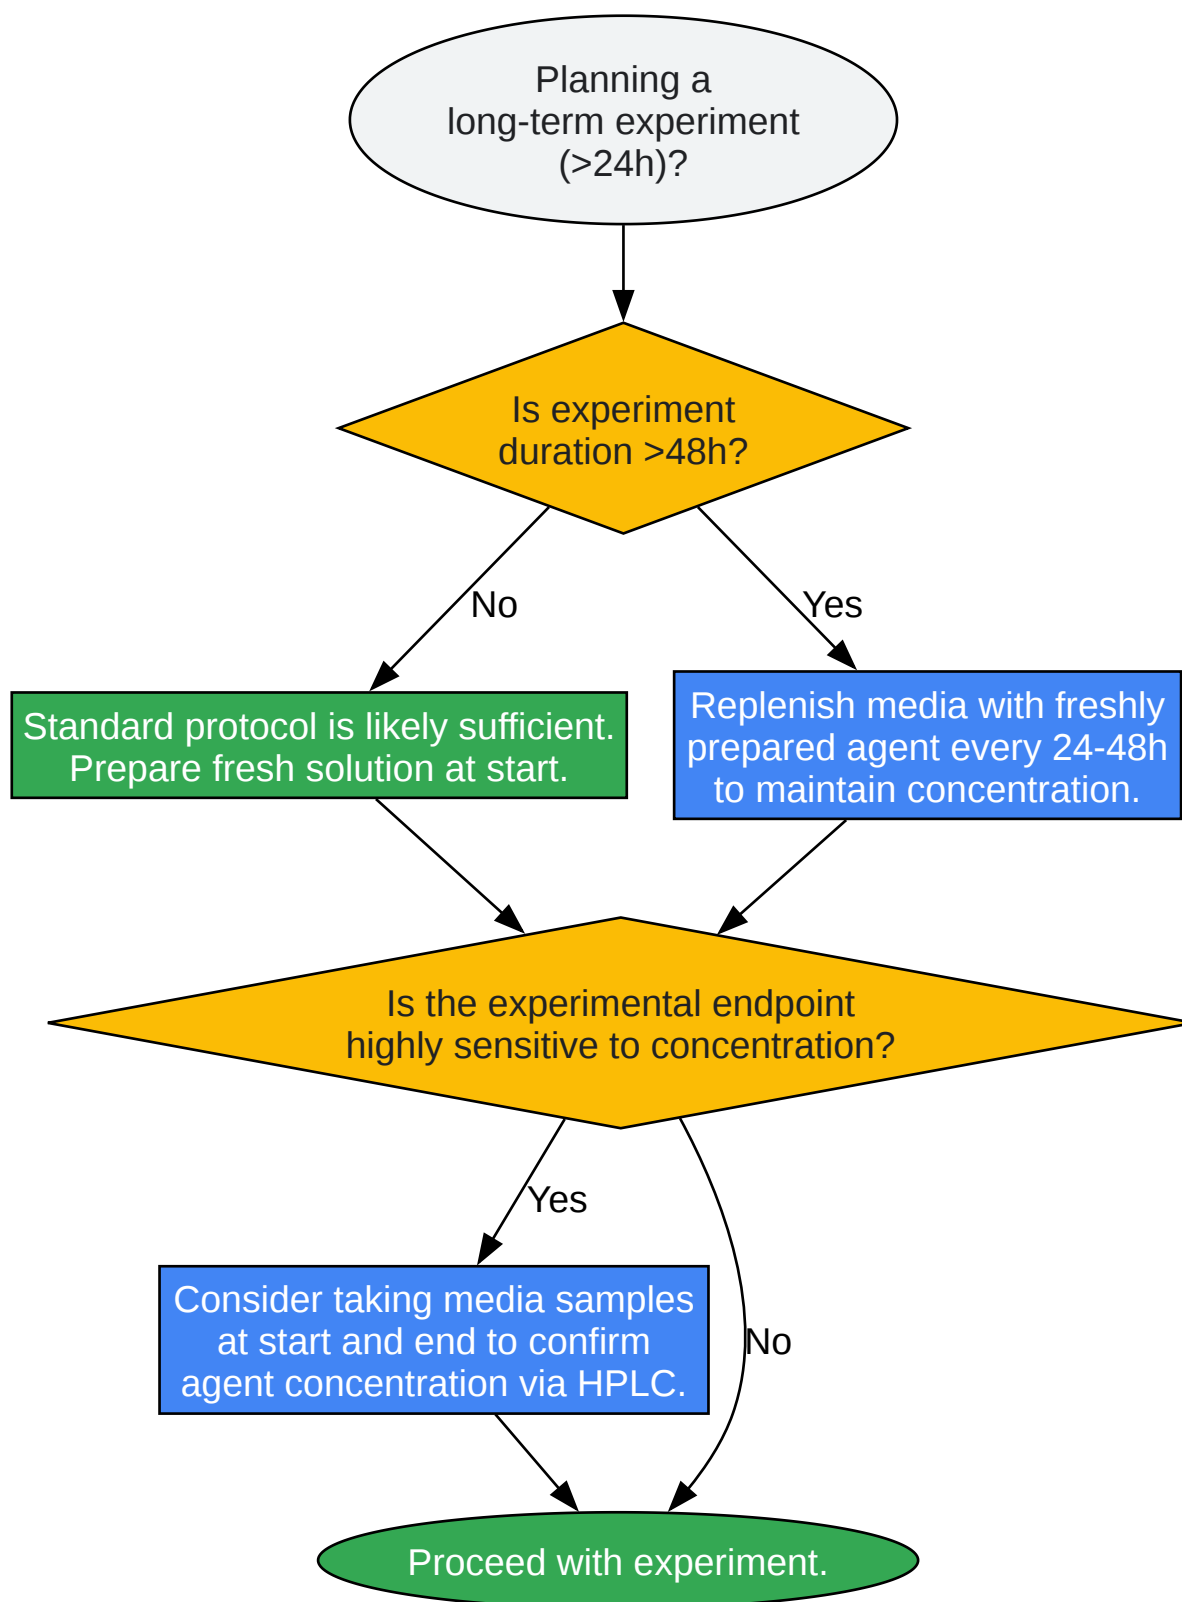 Planning a
long-term experiment
(>24h)?
Is experiment
duration >48h?
No
Yes
Standard protocol is likely sufficient.
Prepare fresh solution at start.
Replenish media with freshly
prepared agent every 24-48h
to maintain concentration.
Is the experimental endpoint
highly sensitive to concentration?
Yes
Consider taking media samples
at start and end to confirm
agent concentration via HPLC.
No
Proceed with experiment.